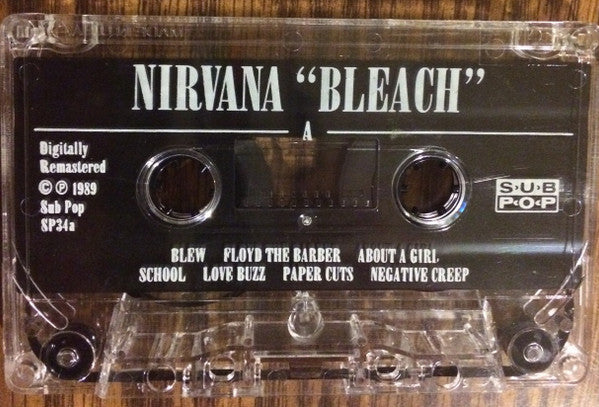 NIRVANA “BLEACH”
A
Digitally
Remastered
© ℗ 1989
Sub Pop
SP34a
SUB
POP
BLEW FLOYD THE BARBER ABOUT A GIRL
SCHOOL LOVE BUZZ PAPER CUTS NEGATIVE CREEP